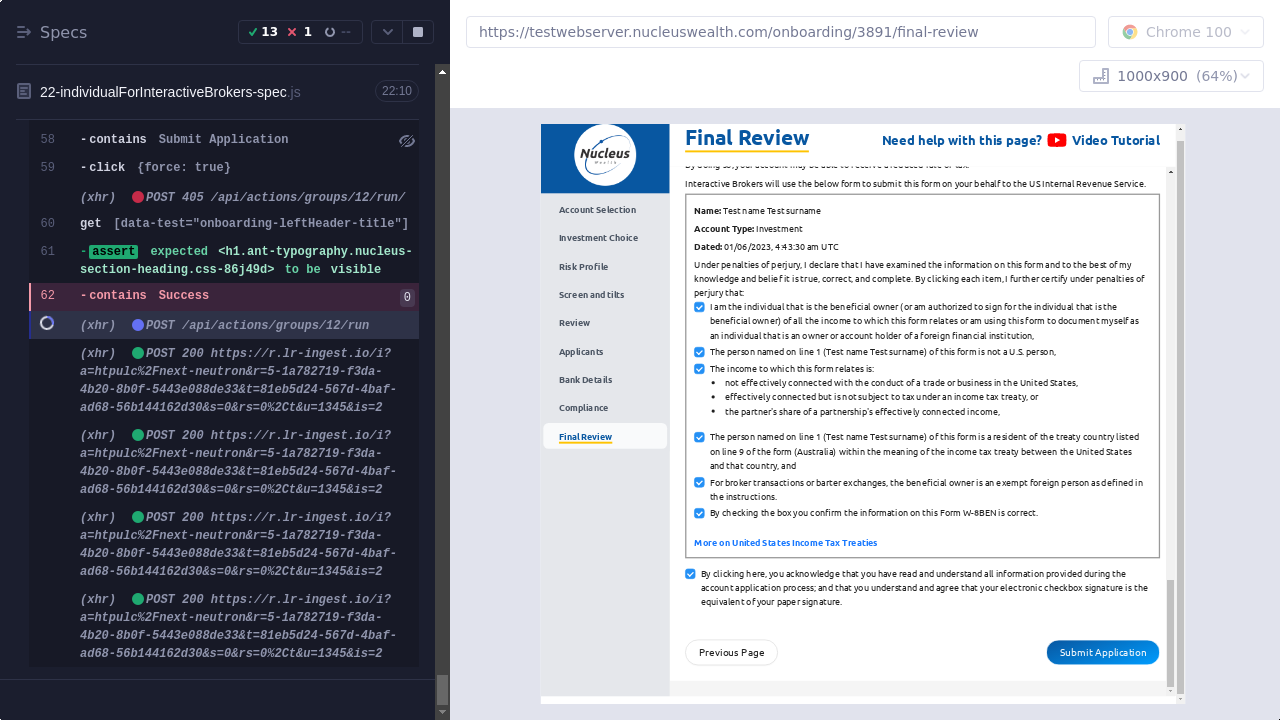 Specs
13
1
--
https://testwebserver.nucleuswealth.com/onboarding/3891/final-review
Chrome 100
1000x900 (64%)
22-individualForInteractiveBrokers-spec.js
22:10
58 -contains Submit Application
59 -click {force: true}
(xhr) POST 405 /api/actions/groups/12/run/
60 get [data-test="onboarding-leftHeader-title"]
61 -assert expected <h1.ant-typography.nucleus-
section-heading.css-86j49d> to be visible
62 -contains Success 0
(xhr) POST /api/actions/groups/12/run
(xhr) POST 200 https://r.lr-ingest.io/i?
a=htpulc%2Fnext-neutron&r=5-1a782719-f3da-
4b20-8b0f-5443e088de33&t=81eb5d24-567d-4baf-
ad68-56b144162d30&s=0&rs=0%2Ct&u=1345&is=2
(xhr) POST 200 https://r.lr-ingest.io/i?
a=htpulc%2Fnext-neutron&r=5-1a782719-f3da-
4b20-8b0f-5443e088de33&t=81eb5d24-567d-4baf-
ad68-56b144162d30&s=0&rs=0%2Ct&u=1345&is=2
(xhr) POST 200 https://r.lr-ingest.io/i?
a=htpulc%2Fnext-neutron&r=5-1a782719-f3da-
4b20-8b0f-5443e088de33&t=81eb5d24-567d-4baf-
ad68-56b144162d30&s=0&rs=0%2Ct&u=1345&is=2
(xhr) POST 200 https://r.lr-ingest.io/i?
a=htpulc%2Fnext-neutron&r=5-1a782719-f3da-
4b20-8b0f-5443e088de33&t=81eb5d24-567d-4baf-
ad68-56b144162d30&s=0&rs=0%2Ct&u=1345&is=2
Nucleus
Wealth
Account Selection
Investment Choice
Risk Profile
Screen and tilts
Review
Applicants
Bank Details
Compliance
Final Review
Final Review
Need help with this page? Video Tutorial
By doing so, your account may be able to receive a reduced rate of tax.
Interactive Brokers will use the below form to submit this form on your behalf to the US Internal Revenue Service.
Name: Test name Test surname
Account Type: Investment
Dated: 01/06/2023, 4:43:30 am UTC
Under penalties of perjury, I declare that I have examined the information on this form and to the best of my
knowledge and belief it is true, correct, and complete. By clicking each item, I further certify under penalties of
perjury that:
I am the individual that is the beneficial owner (or am authorized to sign for the individual that is the
beneficial owner) of all the income to which this form relates or am using this form to document myself as
an individual that is an owner or account holder of a foreign financial institution,
The person named on line 1 (Test name Test surname) of this form is not a U.S. person,
The income to which this form relates is:
• not effectively connected with the conduct of a trade or business in the United States,
• effectively connected but is not subject to tax under an income tax treaty, or
• the partner's share of a partnership's effectively connected income,
The person named on line 1 (Test name Test surname) of this form is a resident of the treaty country listed
on line 9 of the form (Australia) within the meaning of the income tax treaty between the United States
and that country, and
For broker transactions or barter exchanges, the beneficial owner is an exempt foreign person as defined in
the instructions.
By checking the box you confirm the information on this Form W-8BEN is correct.
More on United States Income Tax Treaties
By clicking here, you acknowledge that you have read and understand all information provided during the
account application process; and that you understand and agree that your electronic checkbox signature is the
equivalent of your paper signature.
Previous Page
Submit Application